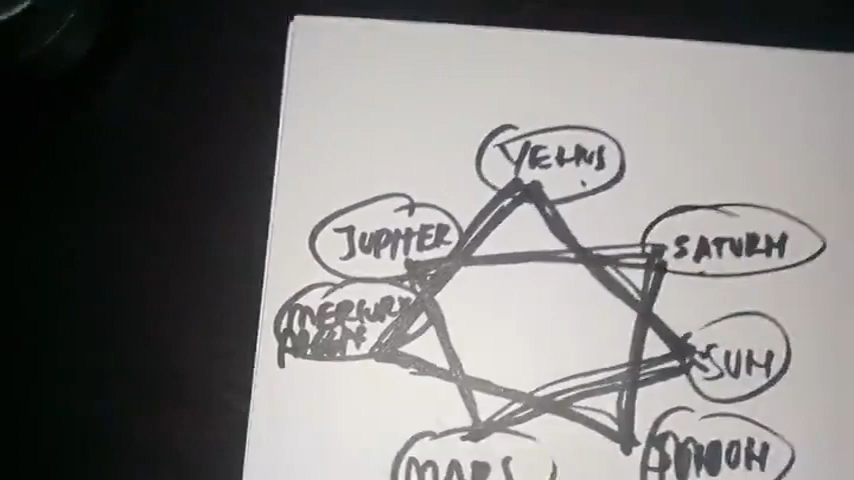 VENUS
JUPITER
SATURN
MERCURY
SUN
MARS
MOON